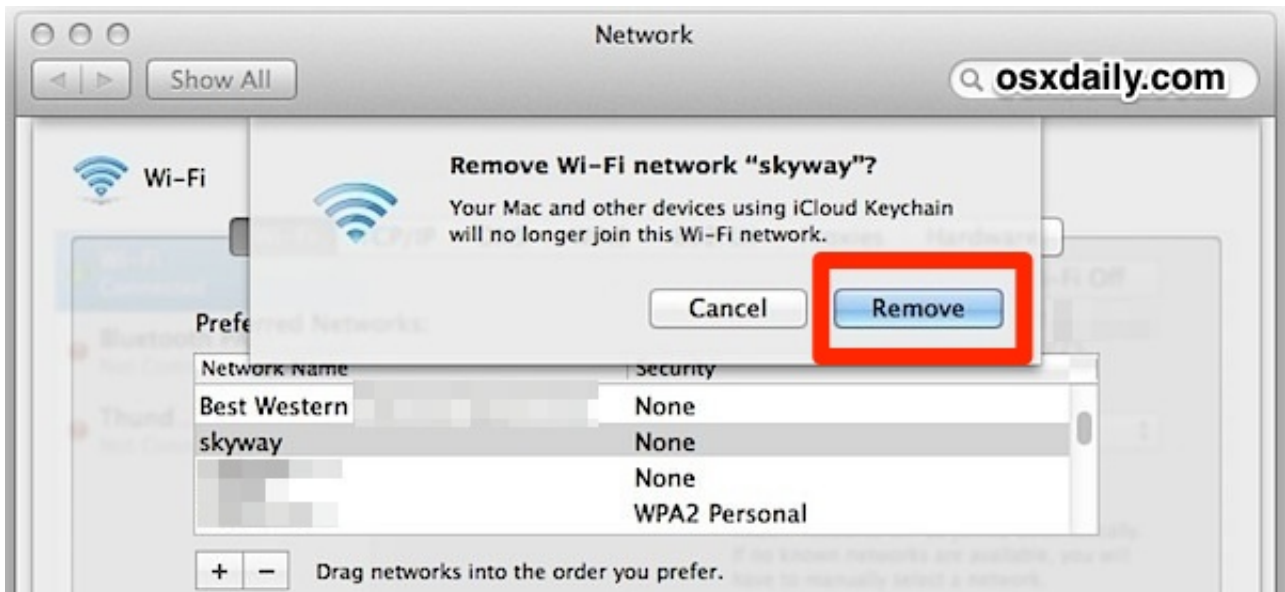 Network
Show All
osxdaily.com
Wi-Fi
Remove Wi-Fi network “skyway”?
Your Mac and other devices using iCloud Keychain
will no longer join this Wi-Fi network.
Cancel
Remove
Network Name Security
Best Western None
skyway None
None
WPA2 Personal
+ − Drag networks into the order you prefer.